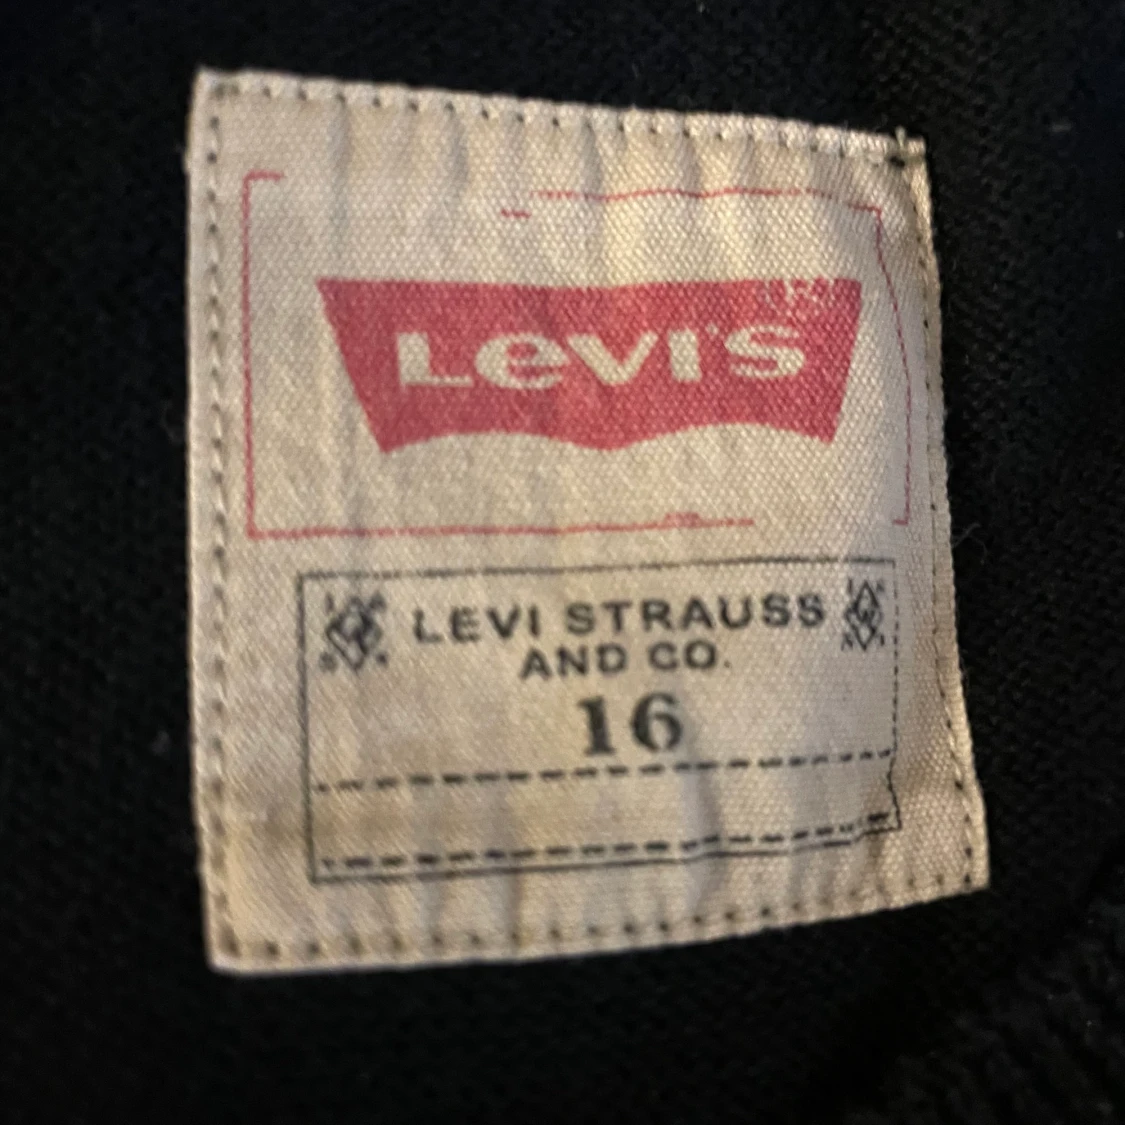 Levi's
LEVI STRAUSS
AND CO.
16